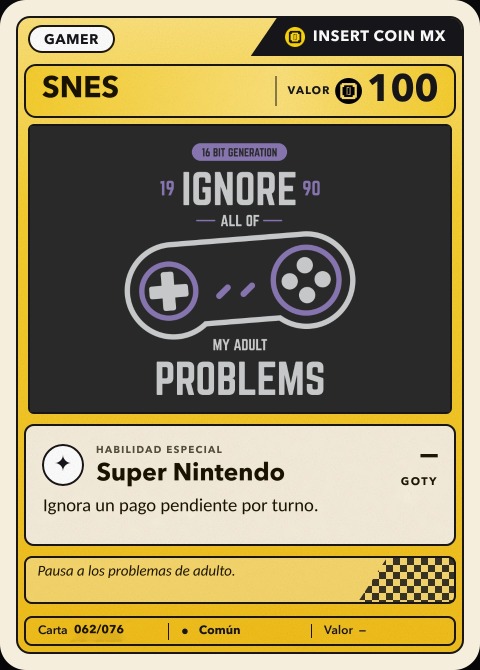 GAMER
INSERT COIN MX
SNES
VALOR 100
16 BIT GENERATION
19 IGNORE 90
ALL OF
MY ADULT
PROBLEMS
HABILIDAD ESPECIAL
Super Nintendo
—
GOTY
Ignora un pago pendiente por turno.
Pausa a los problemas de adulto.
Carta 062/076 • Común Valor –